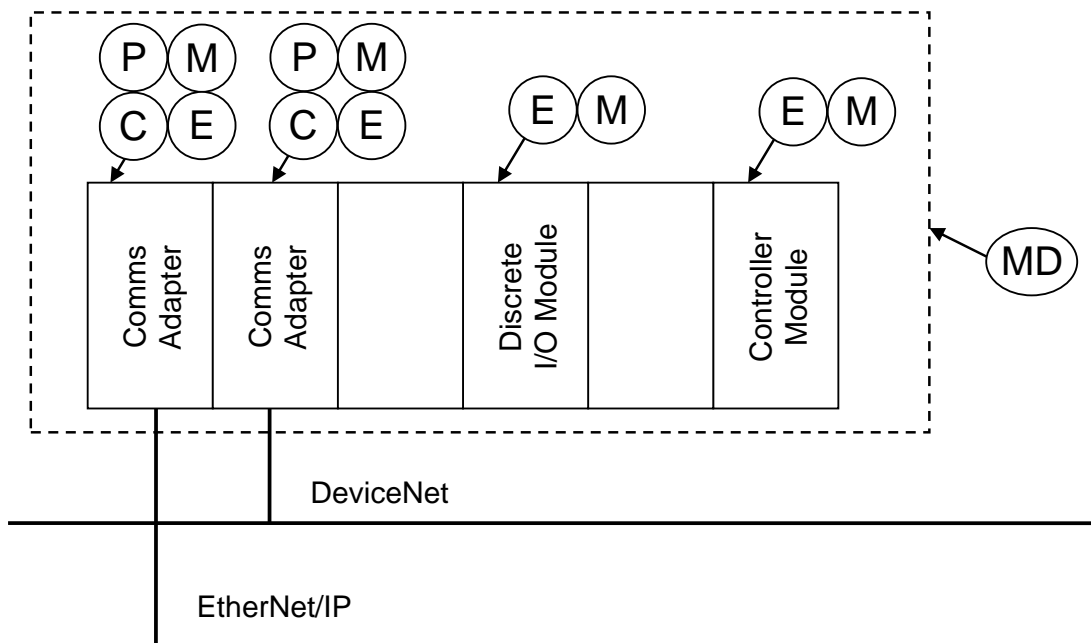 P M P M
C E C E
E M
E M
MD
Comms
Adapter
Comms
Adapter
Discrete
I/O Module
Controller
Module
DeviceNet
EtherNet/IP